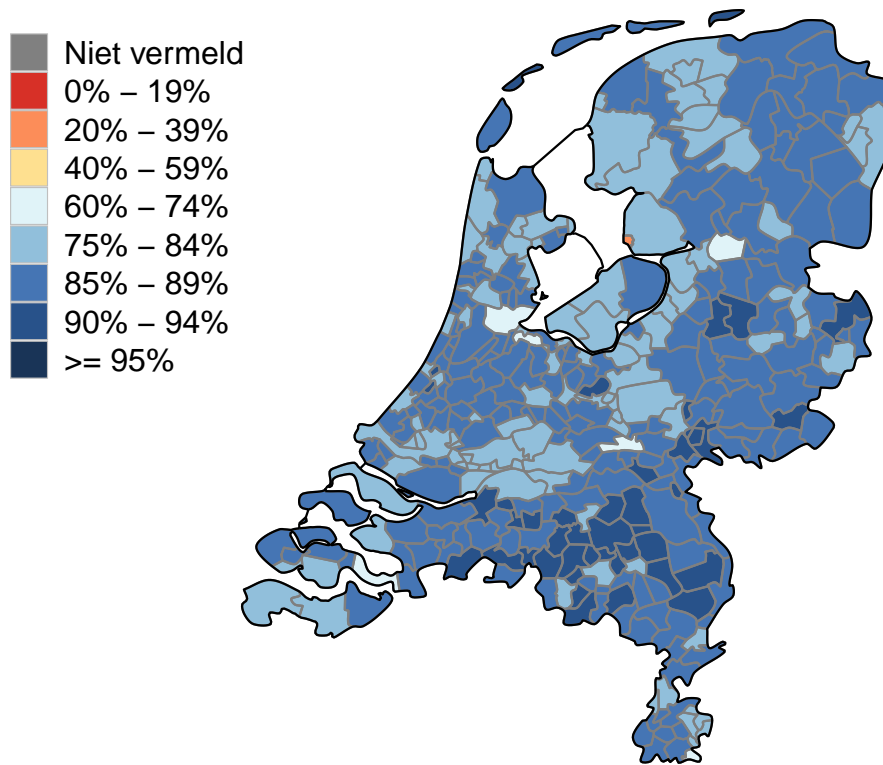 Niet vermeld
0% – 19%
20% – 39%
40% – 59%
60% – 74%
75% – 84%
85% – 89%
90% – 94%
>= 95%